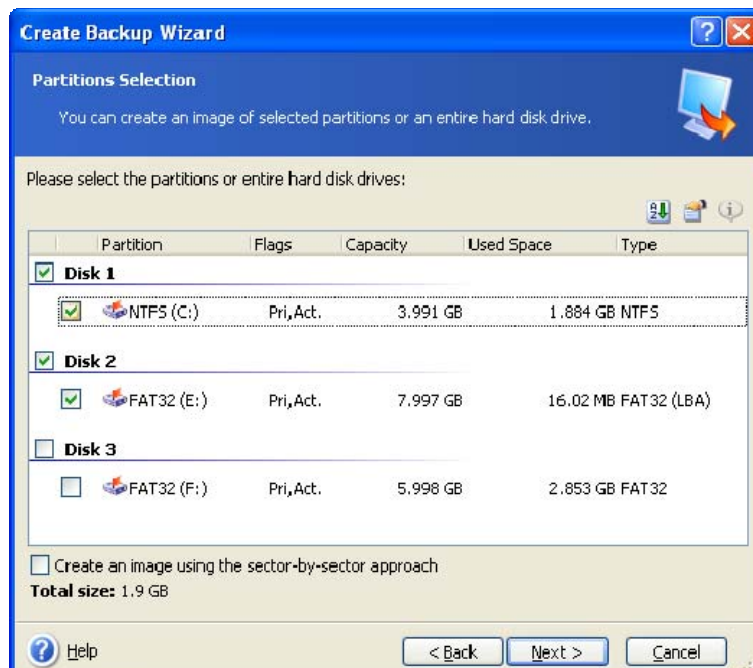 Create Backup Wizard
Partitions Selection
You can create an image of selected partitions or an entire hard disk drive.
Please select the partitions or entire hard disk drives:
Partition Flags Capacity Used Space Type
Disk 1
NTFS (C:) Pri,Act. 3.991 GB 1.884 GB NTFS
Disk 2
FAT32 (E:) Pri,Act. 7.997 GB 16.02 MB FAT32 (LBA)
Disk 3
FAT32 (F:) Pri,Act. 5.998 GB 2.853 GB FAT32
Create an image using the sector-by-sector approach
Total size: 1.9 GB
Help < Back Next > Cancel